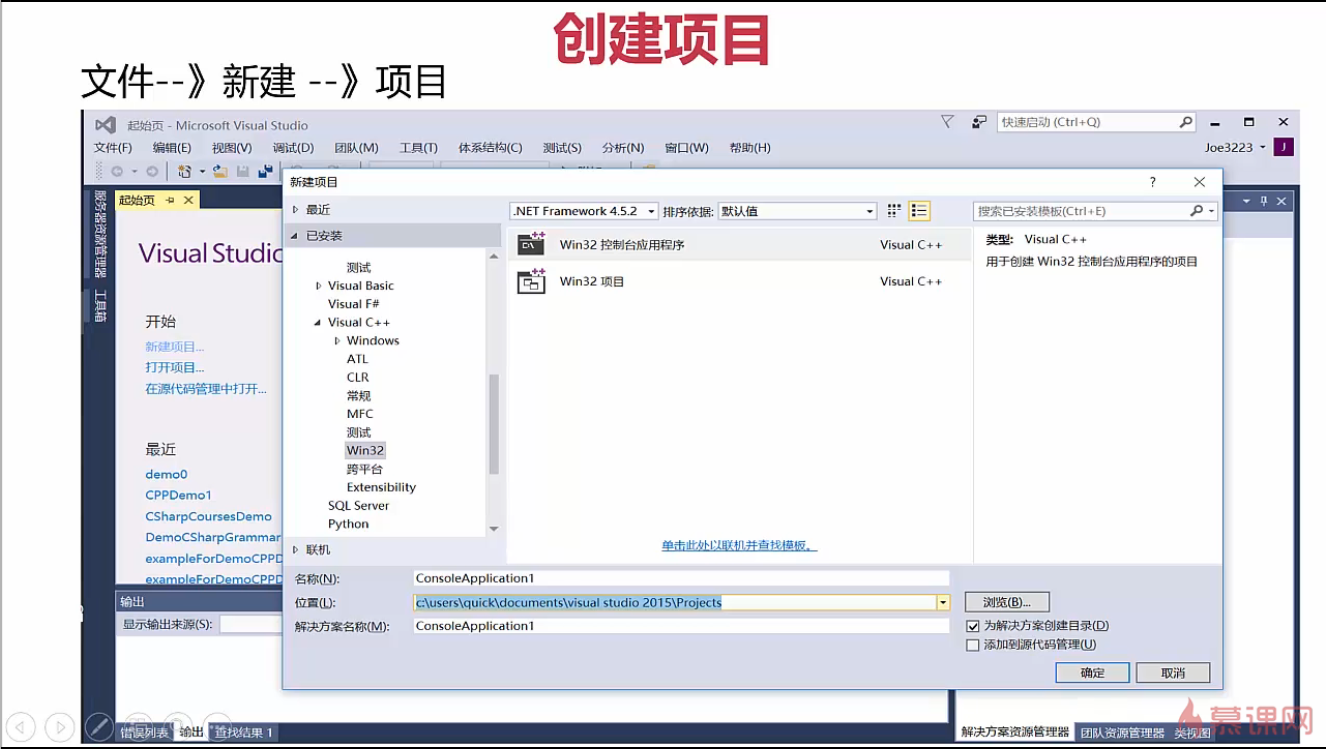 创建项目
文件--》新建 --》项目
起始页 - Microsoft Visual Studio
快速启动 (Ctrl+Q)
文件(F) 编辑(E) 视图(V) 调试(D) 团队(M) 工具(T) 体系结构(C) 测试(S) 分析(N) 窗口(W) 帮助(H)
Joe3223
J
服务器资源管理器
工具箱
起始页
Visual Studio
开始
新建项目...
打开项目...
在源代码管理中打开...
最近
demo0
CPPDemo1
CSharpCoursesDemo
DemoCSharpGrammar
exampleForDemoCPPD
exampleForDemoCPPD
输出
显示输出来源(S):
新建项目
?
最近
.NET Framework 4.5.2 排序依据: 默认值
搜索已安装模板(Ctrl+E)
已安装
测试
Visual Basic
Visual F#
Visual C++
Windows
ATL
CLR
常规
MFC
测试
Win32
跨平台
Extensibility
SQL Server
Python
联机
Win32 控制台应用程序 Visual C++
Win32 项目 Visual C++
类型: Visual C++
用于创建 Win32 控制台应用程序的项目
单击此处以联机并查找模板。
名称(N): ConsoleApplication1
位置(L): c:\users\quick\documents\visual studio 2015\Projects
浏览(B)...
解决方案名称(M): ConsoleApplication1
为解决方案创建目录(D)
添加到源代码管理(U)
确定 取消
错误列表 输出 查找结果 1
解决方案资源管理器 团队资源管理器 类视图
慕课网